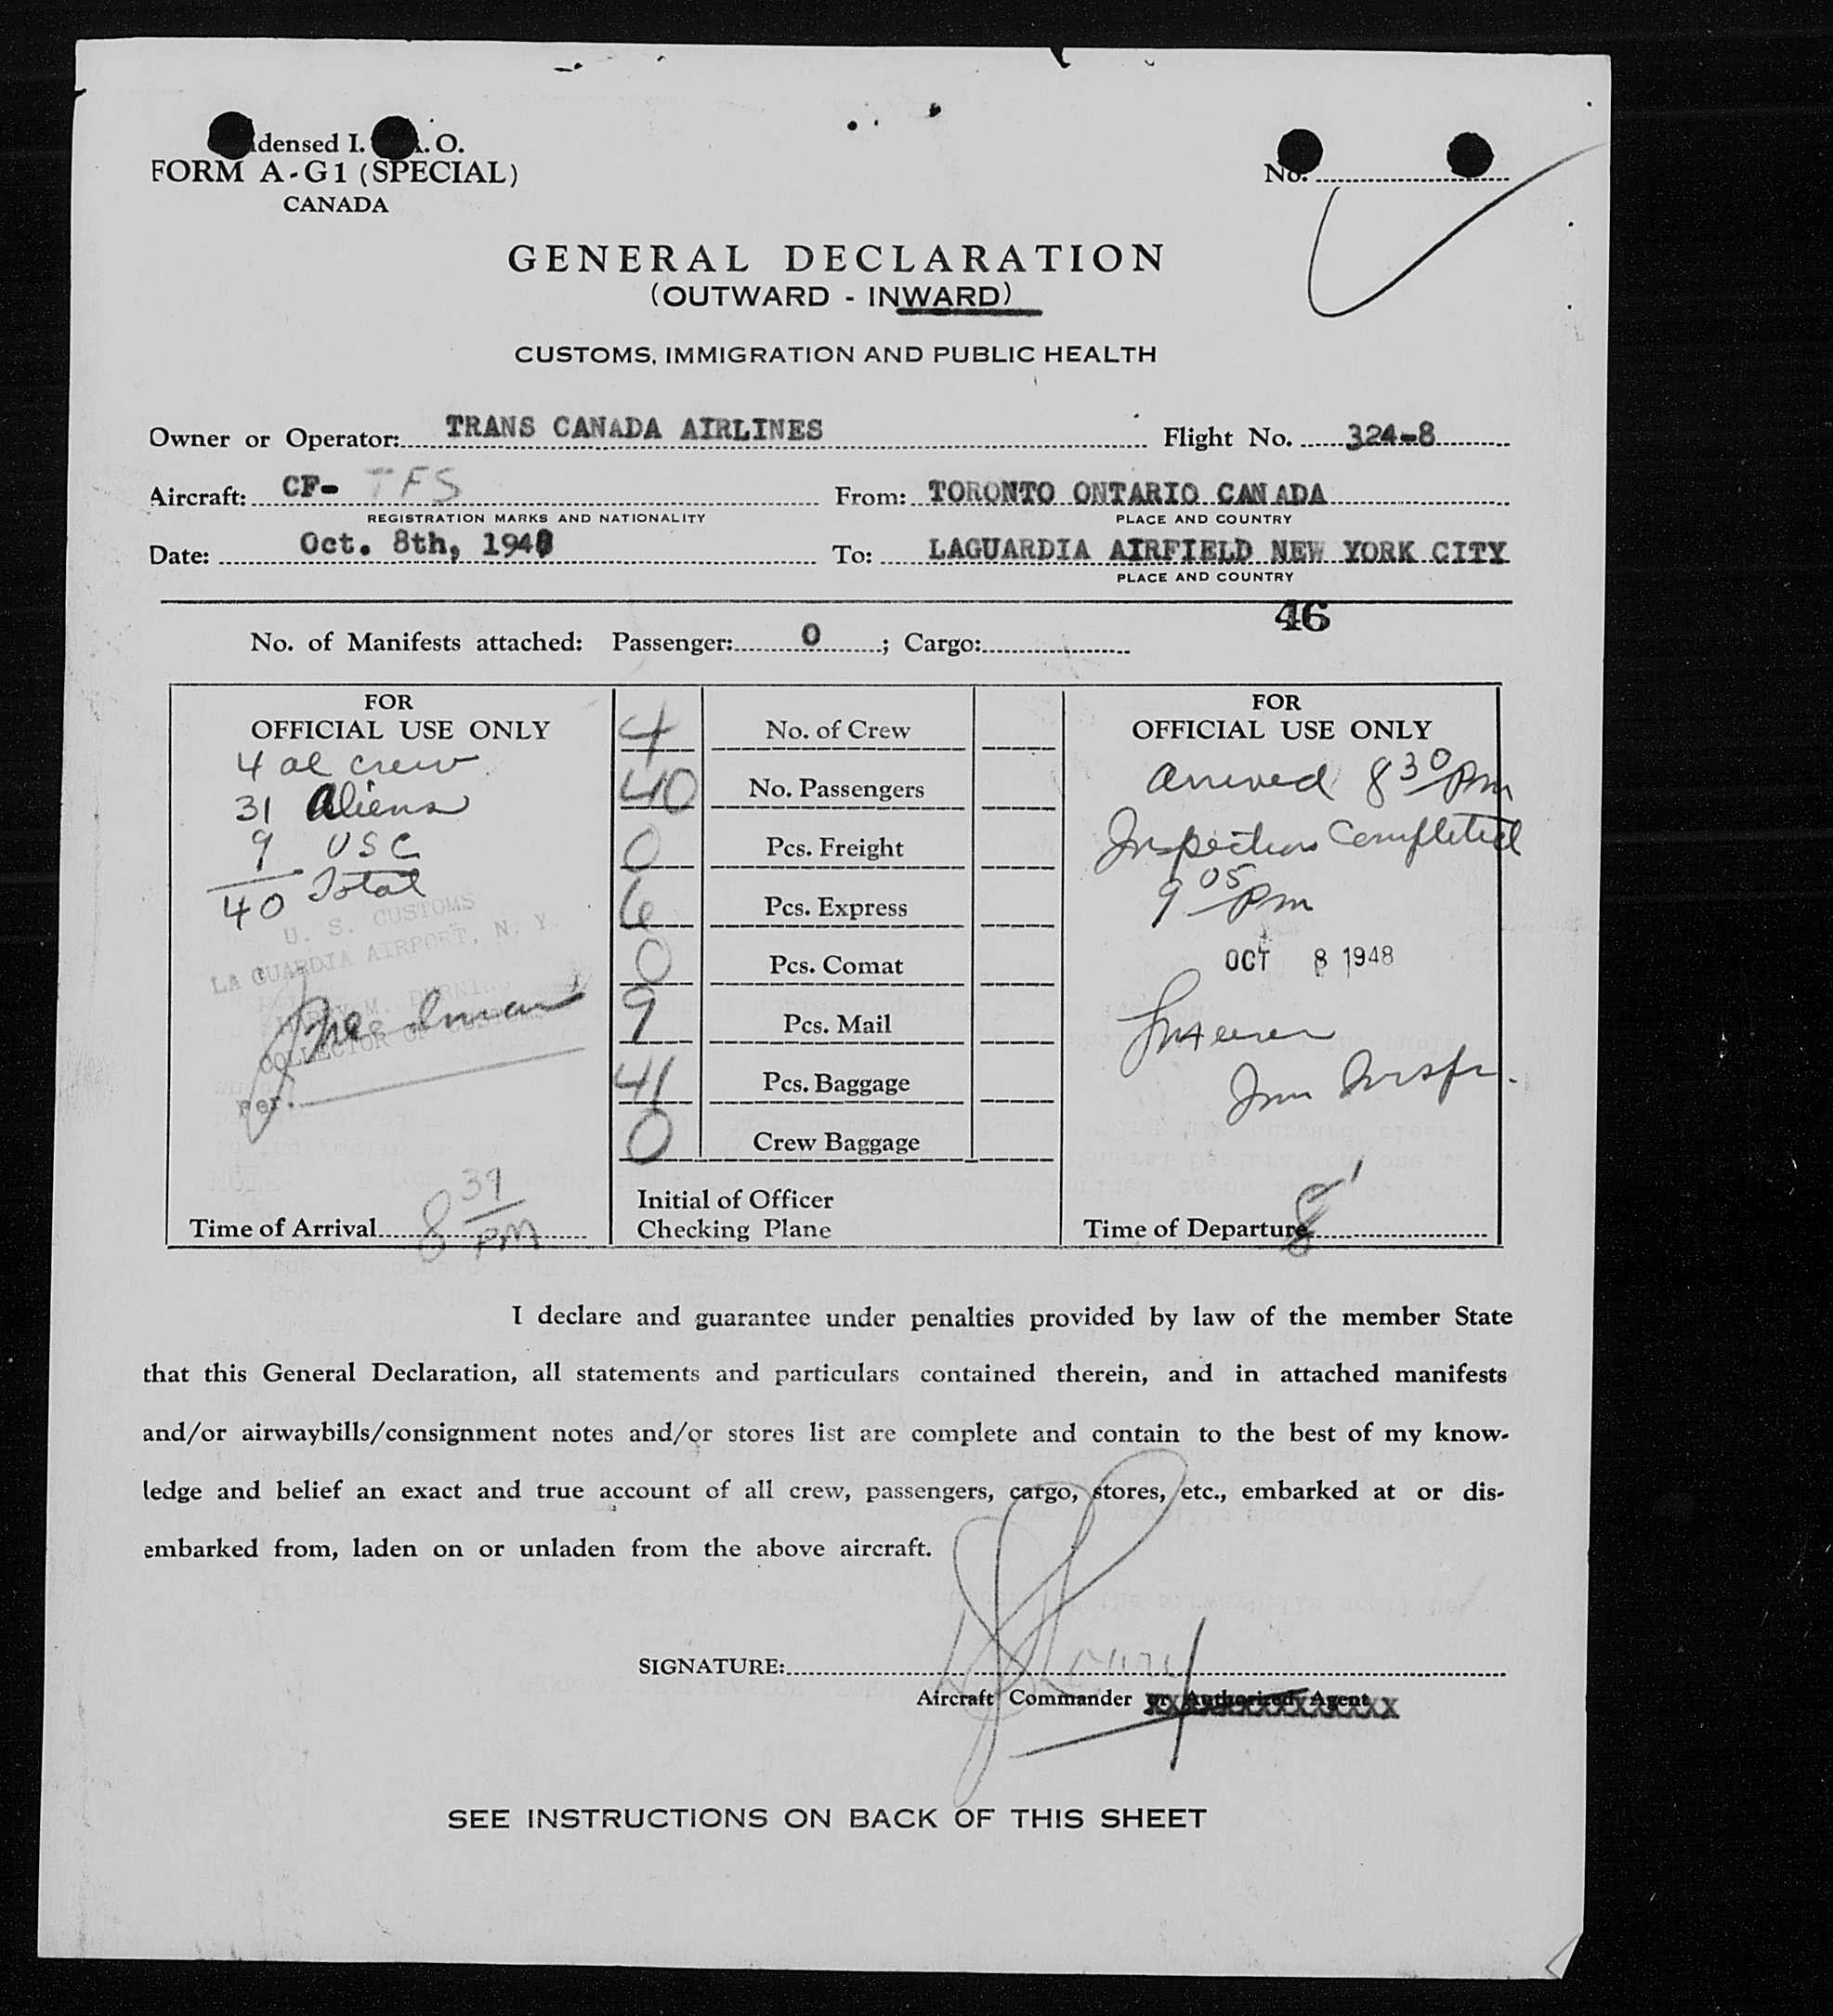 densed I. . O.
FORM A-G1 (SPECIAL)
CANADA
No.
GENERAL DECLARATION
(OUTWARD - INWARD)
CUSTOMS, IMMIGRATION AND PUBLIC HEALTH
Owner or Operator: TRANS CANADA AIRLINES Flight No. 324-8
Aircraft: CF- TFS From: TORONTO ONTARIO CANADA
REGISTRATION MARKS AND NATIONALITY PLACE AND COUNTRY
Date: Oct. 8th, 1948 To: LAGUARDIA AIRFIELD NEW YORK CITY
PLACE AND COUNTRY
46
No. of Manifests attached: Passenger: 0 ; Cargo:
FOR
OFFICIAL USE ONLY
4 al crew
31 Aliens
9 USC
40 Total
U. S. CUSTOMS
LA GUARDIA AIRPORT, N. Y.
COLLECTOR OF CUSTOMS
Per.
Time of Arrival 8 39 PM
4 No. of Crew
40 No. Passengers
0 Pcs. Freight
6 Pcs. Express
0 Pcs. Comat
9 Pcs. Mail
41 Pcs. Baggage
0 Crew Baggage
Initial of Officer
Checking Plane
FOR
OFFICIAL USE ONLY
Arrived 8 30 Pm
Inspection Completed
9 05 Pm
OCT 8 1948
Imm Inspr.
Time of Departure
I declare and guarantee under penalties provided by law of the member State
that this General Declaration, all statements and particulars contained therein, and in attached manifests
and/or airwaybills/consignment notes and/or stores list are complete and contain to the best of my know-
ledge and belief an exact and true account of all crew, passengers, cargo, stores, etc., embarked at or dis-
embarked from, laden on or unladen from the above aircraft.
SIGNATURE:
Aircraft Commander or Authorized Agent
SEE INSTRUCTIONS ON BACK OF THIS SHEET